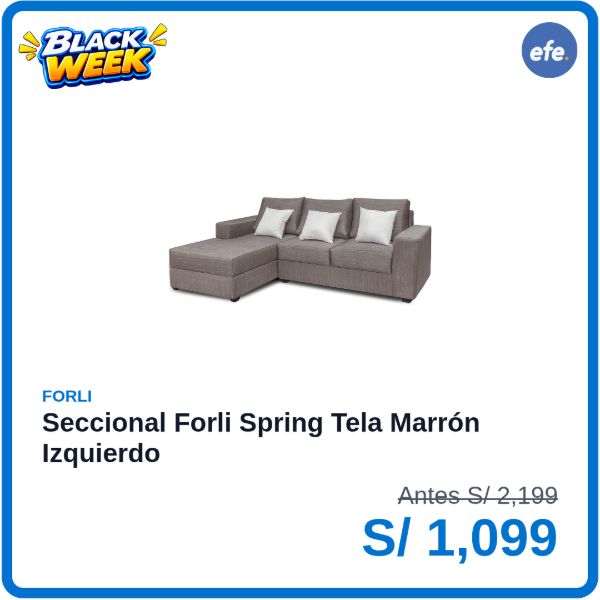 BLACK
WEEK
efe.
FORLI
Seccional Forli Spring Tela Marrón
Izquierdo
Antes S/ 2,199
S/ 1,099